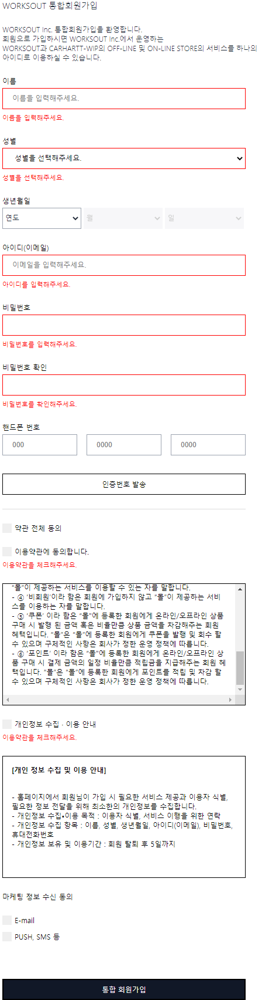 WORKSOUT 통합회원가입
WORKSOUT Inc. 통합회원가입을 환영합니다.
회원으로 가입하시면 WORKSOUT Inc.에서 운영하는
WORKSOUT과 CARHARTT-WIP의 OFF-LINE 및 ON-LINE STORE의 서비스를 하나의
아이디로 이용하실 수 있습니다.
이름
이름을 입력해주세요.
이름을 입력해주세요.
성별
성별을 선택해주세요.
성별을 선택해주세요.
생년월일
연도 월 일
아이디(이메일)
이메일을 입력해주세요.
아이디를 입력해주세요.
비밀번호
비밀번호를 입력해주세요.
비밀번호 확인
비밀번호를 확인해주세요.
핸드폰 번호
000 0000 0000
인증번호 발송
약관 전체 동의
이용약관에 동의합니다.
이용약관을 체크해주세요.
“몰”이 제공하는 서비스를 이용할 수 있는 자를 말합니다.
- ④ ‘비회원’이라 함은 회원에 가입하지 않고 “몰”이 제공하는 서비
스를 이용하는 자를 말합니다.
- ⑤ ‘쿠폰’ 이라 함은 “몰”에 등록한 회원에게 온라인/오프라인 상품
구매 시 발행 된 금액 혹은 비율만큼 상품 금액을 차감해주는 회원
혜택입니다. “몰”은 “몰”에 등록한 회원에게 쿠폰을 발행 및 회수 할
수 있으며 구체적인 사항은 회사가 정한 운영 정책에 따릅니다.
- ⑥ ‘포인트’ 이라 함은 “몰”에 등록한 회원에게 온라인/오프라인 상
품 구매 시 결제 금액의 일정 비율만큼 적립금을 지급해주는 회원 혜
택입니다. “몰”은 “몰”에 등록한 회원에게 포인트를 적립 및 차감 할
수 있으며 구체적인 사항은 회사가 정한 운영 정책에 따릅니다.
개인정보 수집 · 이용 안내
이용약관을 체크해주세요.
[개인 정보 수집 및 이용 안내]
- 홈페이지에서 회원님이 가입 시 필요한 서비스 제공과 이용자 식별,
필요한 정보 전달을 위해 최소한의 개인정보를 수집합니다.
- 개인정보 수집•이용 목적 : 이용자 식별, 서비스 이행을 위한 연락
- 개인정보 수집 항목 : 이름, 성별, 생년월일, 아이디(이메일), 비밀번호,
휴대전화번호
- 개인정보 보유 및 이용기간 : 회원 탈퇴 후 5일까지
마케팅 정보 수신 동의
E-mail
PUSH, SMS 등
통합 회원가입